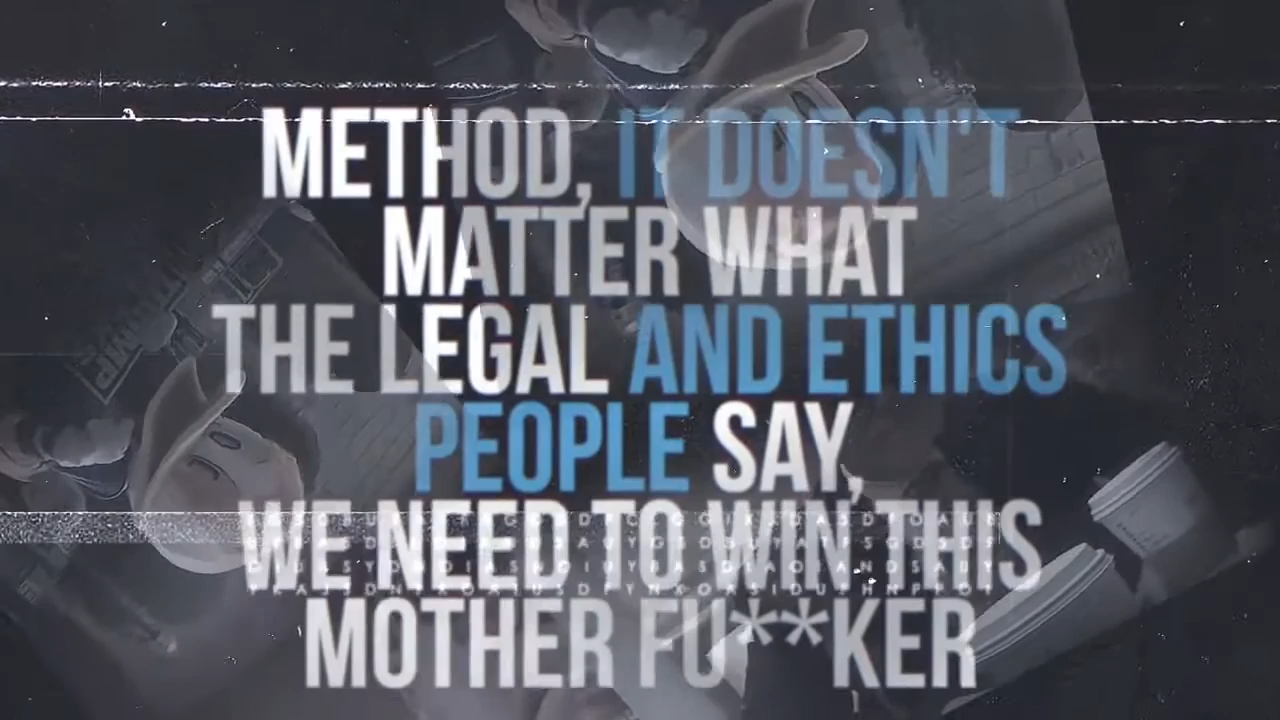 METHOD, IT DOESN'T
MATTER WHAT
THE LEGAL AND ETHICS
PEOPLE SAY,
WE NEED TO WIN THIS
MOTHER FU**KER